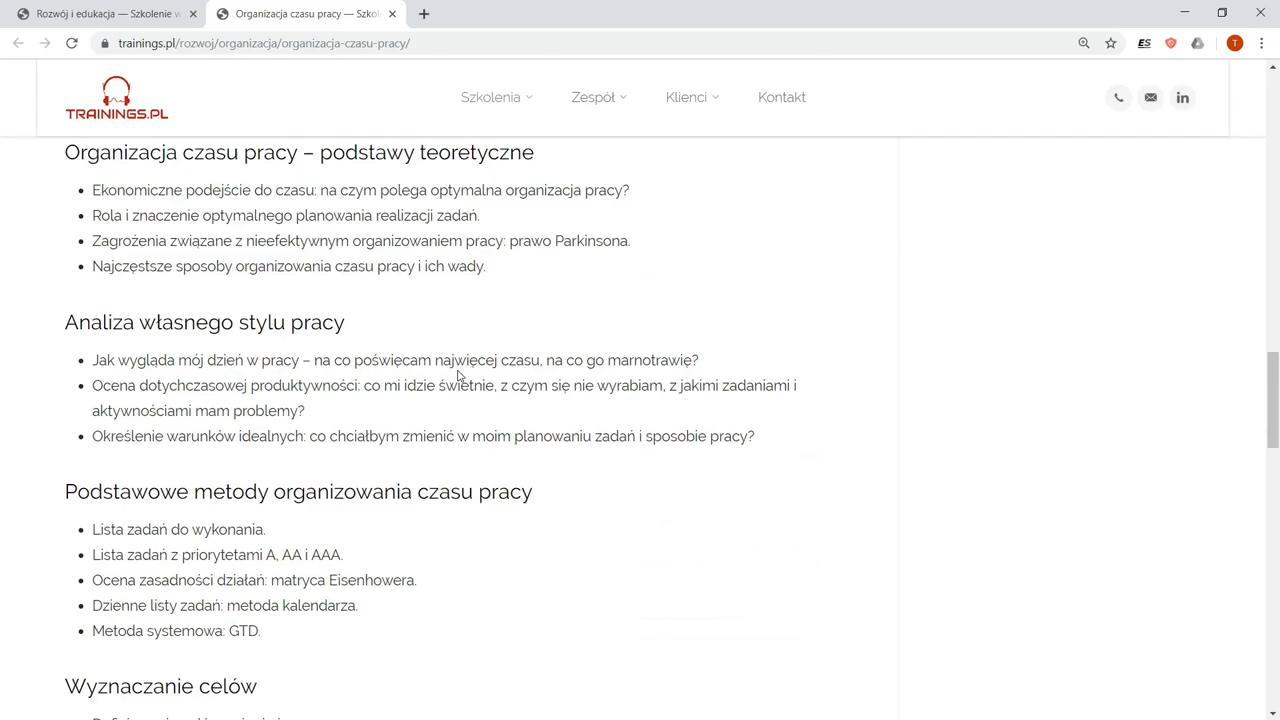 Rozwój i edukacja — Szkolenie w
Organizacja czasu pracy — Szkol
trainings.pl/rozwoj/organizacja/organizacja-czasu-pracy/
ES
T
TRAININGS.PL
Szkolenia
Zespół
Klienci
Kontakt
in
Organizacja czasu pracy – podstawy teoretyczne
Ekonomiczne podejście do czasu: na czym polega optymalna organizacja pracy?
Rola i znaczenie optymalnego planowania realizacji zadań.
Zagrożenia związane z nieefektywnym organizowaniem pracy: prawo Parkinsona.
Najczęstsze sposoby organizowania czasu pracy i ich wady.
Analiza własnego stylu pracy
Jak wygląda mój dzień w pracy – na co poświęcam najwięcej czasu, na co go marnotrawię?
Ocena dotychczasowej produktywności: co mi idzie świetnie, z czym się nie wyrabiam, z jakimi zadaniami i
aktywnościami mam problemy?
Określenie warunków idealnych: co chciałbym zmienić w moim planowaniu zadań i sposobie pracy?
Podstawowe metody organizowania czasu pracy
Lista zadań do wykonania.
Lista zadań z priorytetami A, AA i AAA.
Ocena zasadności działań: matryca Eisenhowera.
Dzienne listy zadań: metoda kalendarza.
Metoda systemowa: GTD.
Wyznaczanie celów